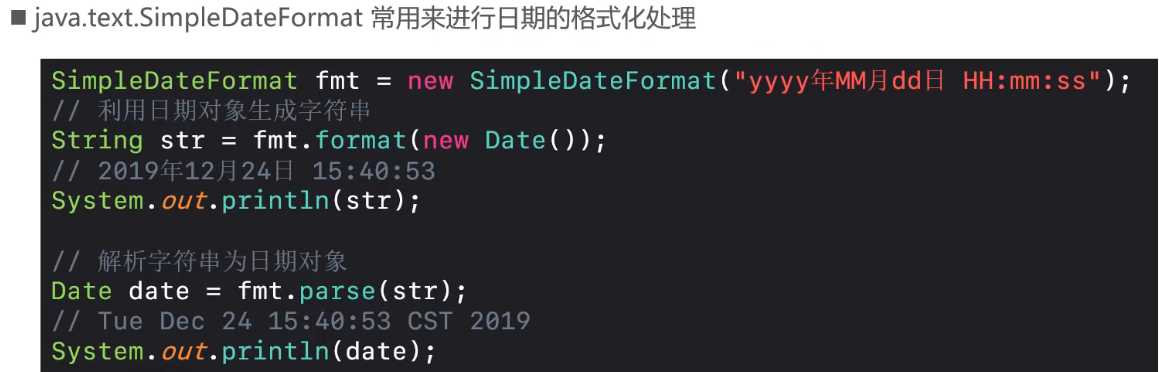 ■ java.text.SimpleDateFormat 常用来进行日期的格式化处理
SimpleDateFormat fmt = new SimpleDateFormat("yyyy年MM月dd日 HH:mm:ss");
// 利用日期对象生成字符串
String str = fmt.format(new Date());
// 2019年12月24日 15:40:53
System.out.println(str);
// 解析字符串为日期对象
Date date = fmt.parse(str);
// Tue Dec 24 15:40:53 CST 2019
System.out.println(date);